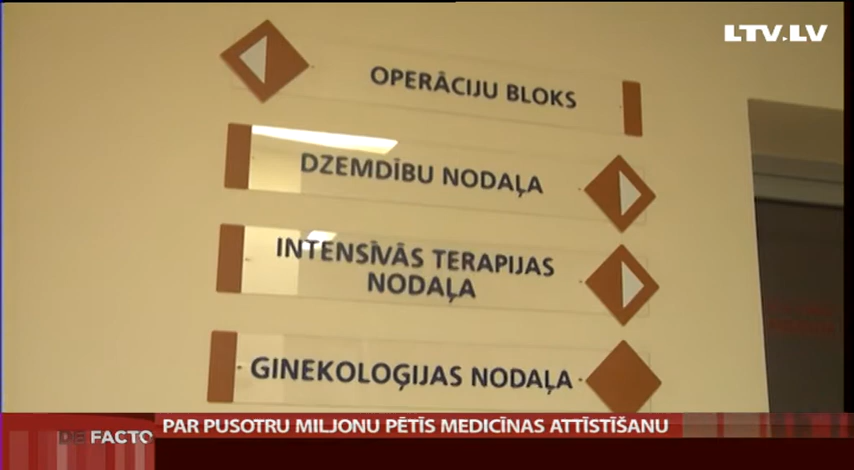 LTV.LV
OPERĀCIJU BLOKS
DZEMDĪBU NODAĻA
INTENSĪVĀS TERAPIJAS
NODAĻA
GINEKOLOĢIJAS NODAĻA
DE FACTO
PAR PUSOTRU MILJONU PĒTĪS MEDICĪNAS ATTĪSTĪŠANU